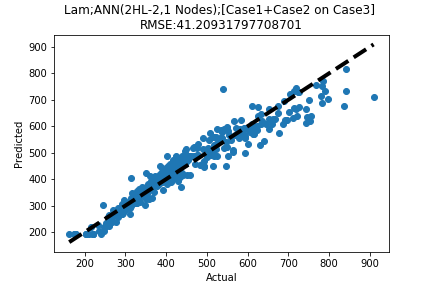 Lam;ANN(2HL-2,1 Nodes);[Case1+Case2 on Case3]
RMSE:41.20931797708701
900
800
700
600
500
400
300
200
Predicted
200 300 400 500 600 700 800 900
Actual